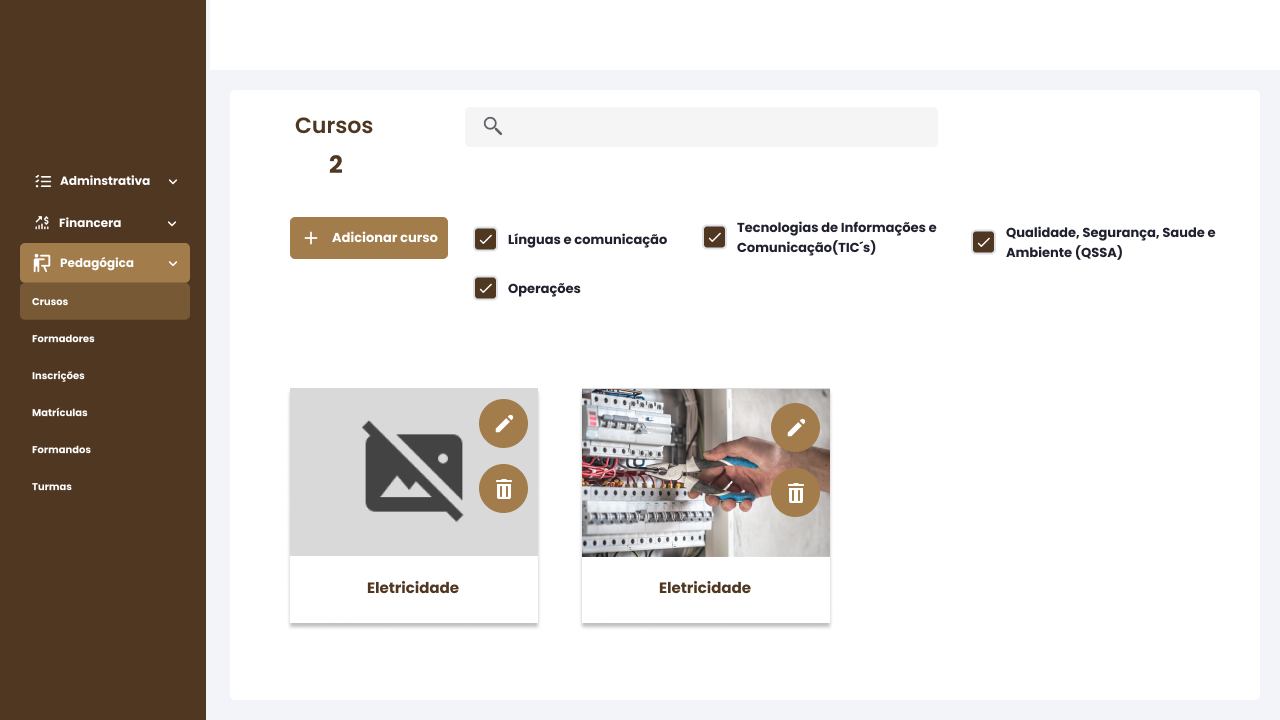 Adminstrativa
Financera
Pedagógica
Crusos
Formadores
Inscrições
Matrículas
Formandos
Turmas
Cursos
2
Adicionar curso
Línguas e comunicação
Tecnologias de Informações e
Comunicação(TIC´s)
Qualidade, Segurança, Saude e
Ambiente (QSSA)
Operações
Eletricidade
Eletricidade